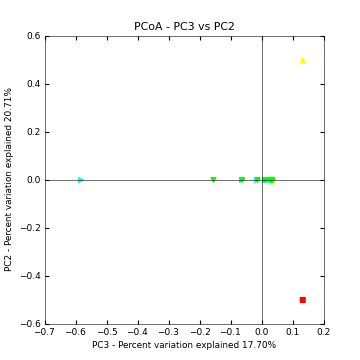 PCoA - PC3 vs PC2
0.6
0.4
0.2
0.0
−0.2
−0.4
−0.6
PC2 - Percent variation explained 20.71%
−0.7 −0.6 −0.5 −0.4 −0.3 −0.2 −0.1 0.0 0.1 0.2
PC3 - Percent variation explained 17.70%